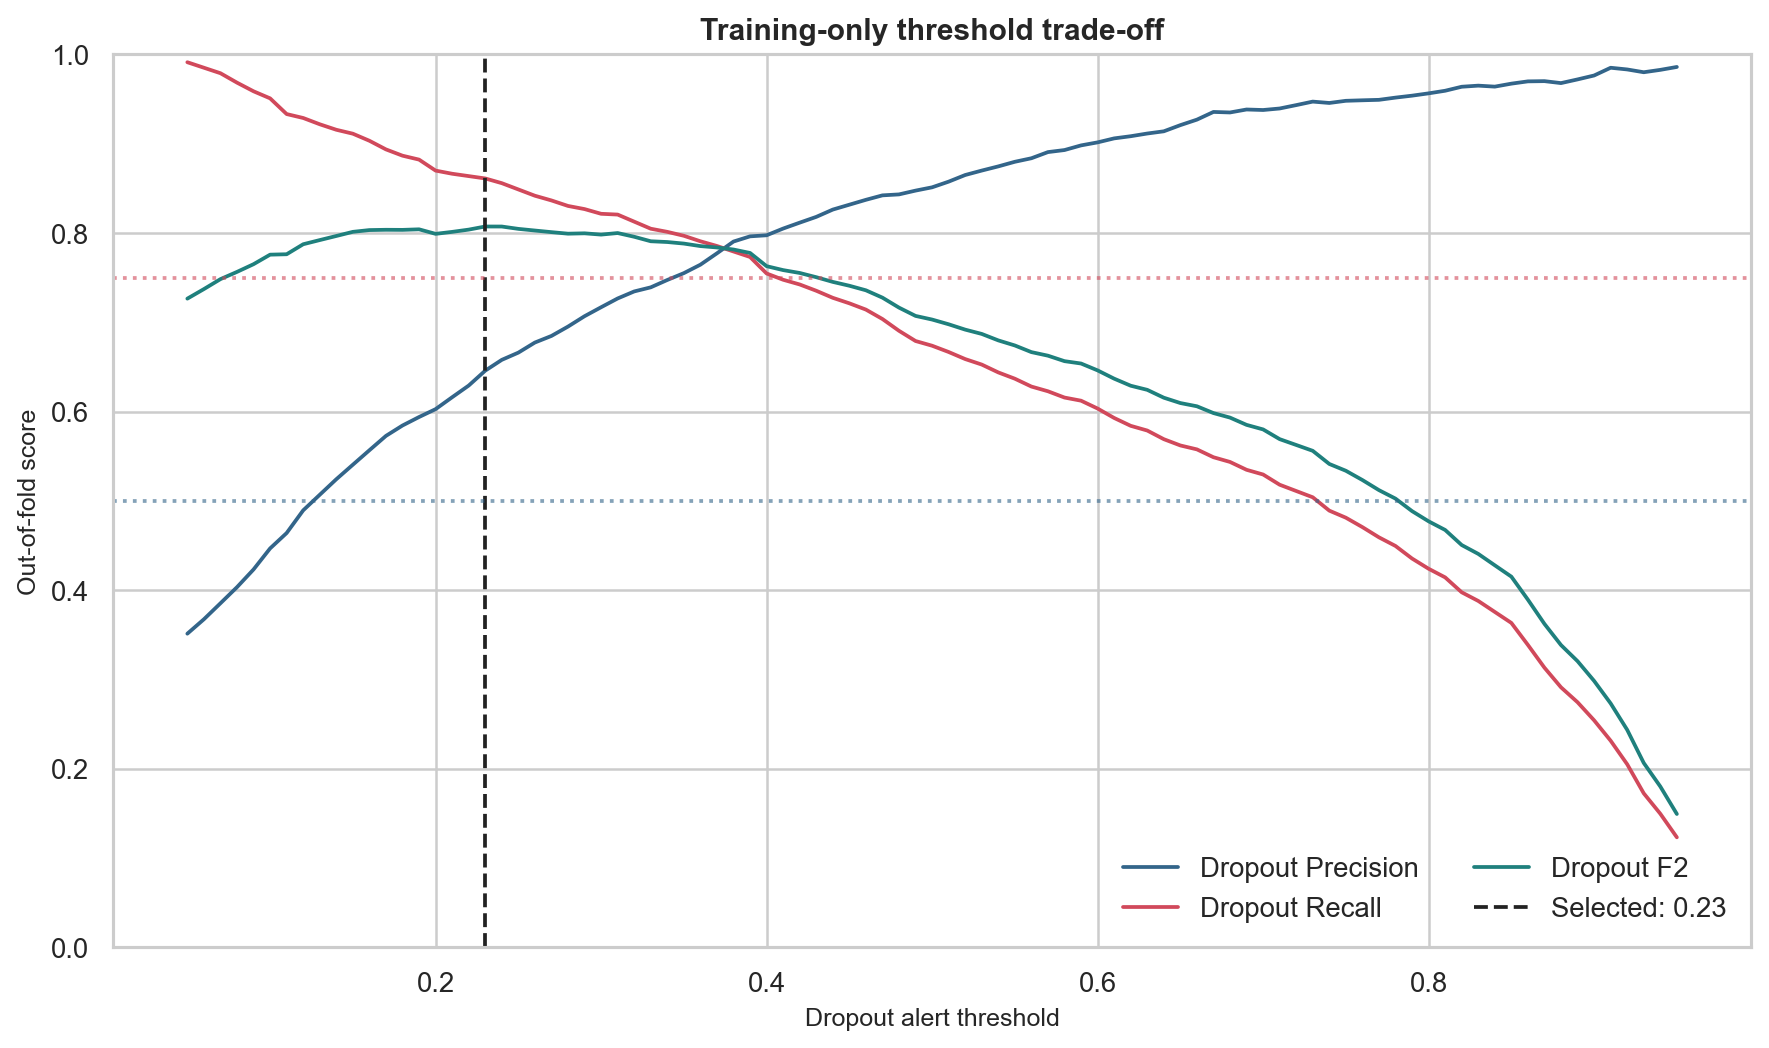 Training-only threshold trade-off
1.0
0.8
0.6
0.4
0.2
0.0
Out-of-fold score
0.2 0.4 0.6 0.8
Dropout alert threshold
Dropout Precision
Dropout Recall
Dropout F2
Selected: 0.23